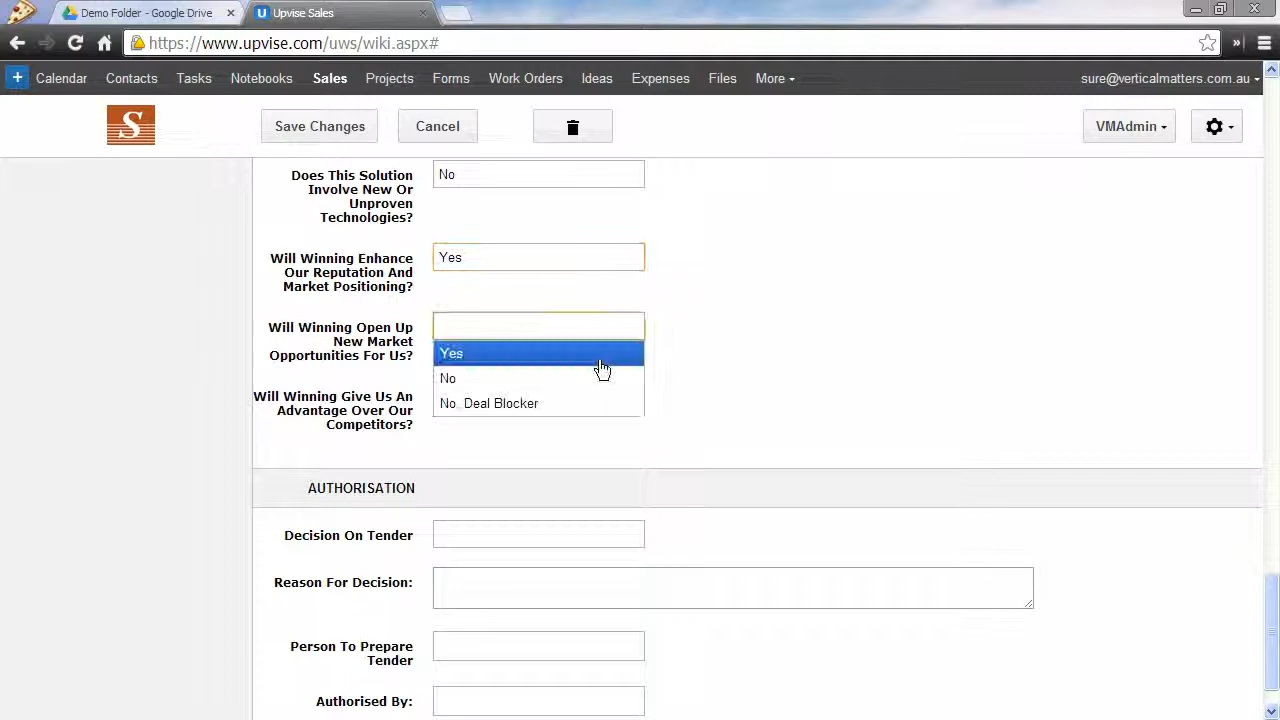 Demo Folder - Google Drive
Upvise Sales
https://www.upvise.com/uws/wiki.aspx#
Calendar Contacts Tasks Notebooks Sales Projects Forms Work Orders Ideas Expenses Files More
sure@verticalmatters.com.au
S
Save Changes
Cancel
VMAdmin
Does This Solution
Involve New Or
Unproven
Technologies?
No
Will Winning Enhance
Our Reputation And
Market Positioning?
Yes
Will Winning Open Up
New Market
Opportunities For Us?
Yes
No
No_Deal Blocker
Will Winning Give Us An
Advantage Over Our
Competitors?
AUTHORISATION
Decision On Tender
Reason For Decision:
Person To Prepare
Tender
Authorised By: